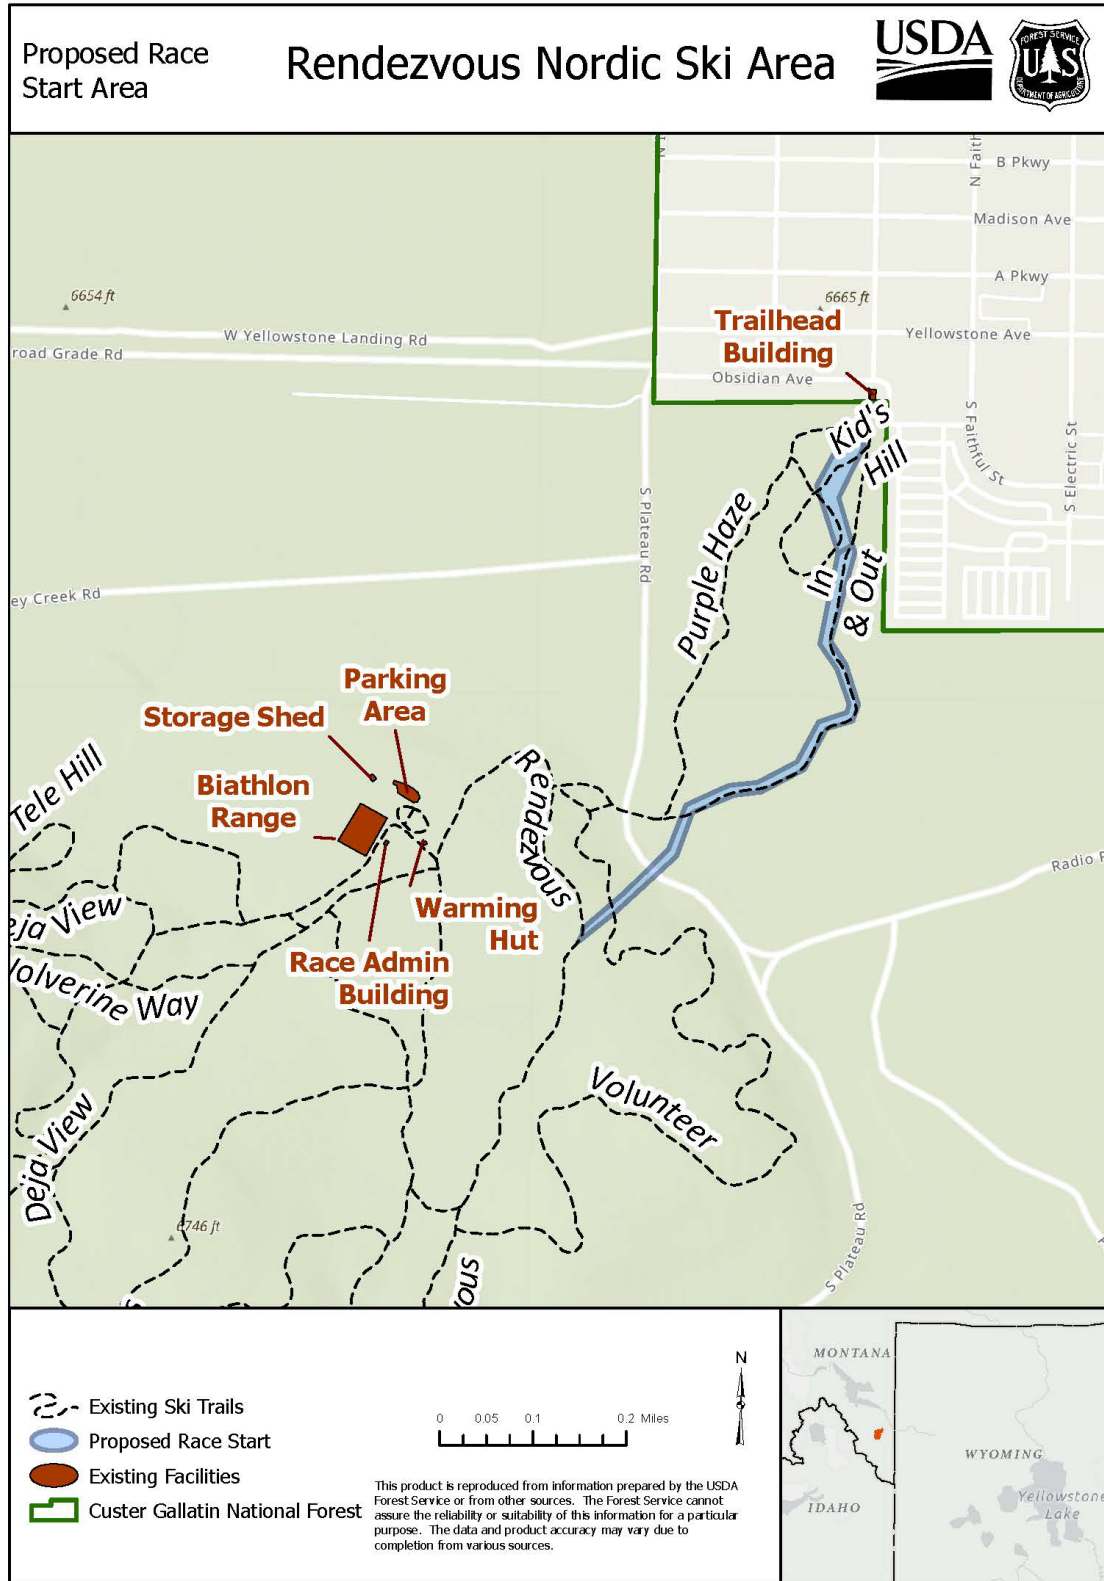 Proposed Race
Start Area
Rendezvous Nordic Ski Area
USDA
FOREST SERVICE
US
DEPARTMENT OF AGRICULTURE
B Pkwy
N Faith
Madison Ave
A Pkwy
6654 ft
6665 ft
Trailhead
Building
W Yellowstone Landing Rd
Yellowstone Ave
road Grade Rd
Obsidian Ave
Kid's
Hill
S Faithful St
S Electric St
S Plateau Rd
Purple Haze
In
& Out
ey Creek Rd
Parking
Area
Storage Shed
Tele Hill
Biathlon
Range
Rendezvous
Radio
eja View
Warming
Hut
Wolverine Way
Race Admin
Building
Volunteer
Deja View
6746 ft
S Plateau Rd
vous
Existing Ski Trails
Proposed Race Start
Existing Facilities
Custer Gallatin National Forest
0 0.05 0.1 0.2 Miles
N
This product is reproduced from information prepared by the USDA
Forest Service or from other sources. The Forest Service cannot
assure the reliability or suitability of this information for a particular
purpose. The data and product accuracy may vary due to
completion from various sources.
MONTANA
WYOMING
IDAHO
Yellowstone
Lake